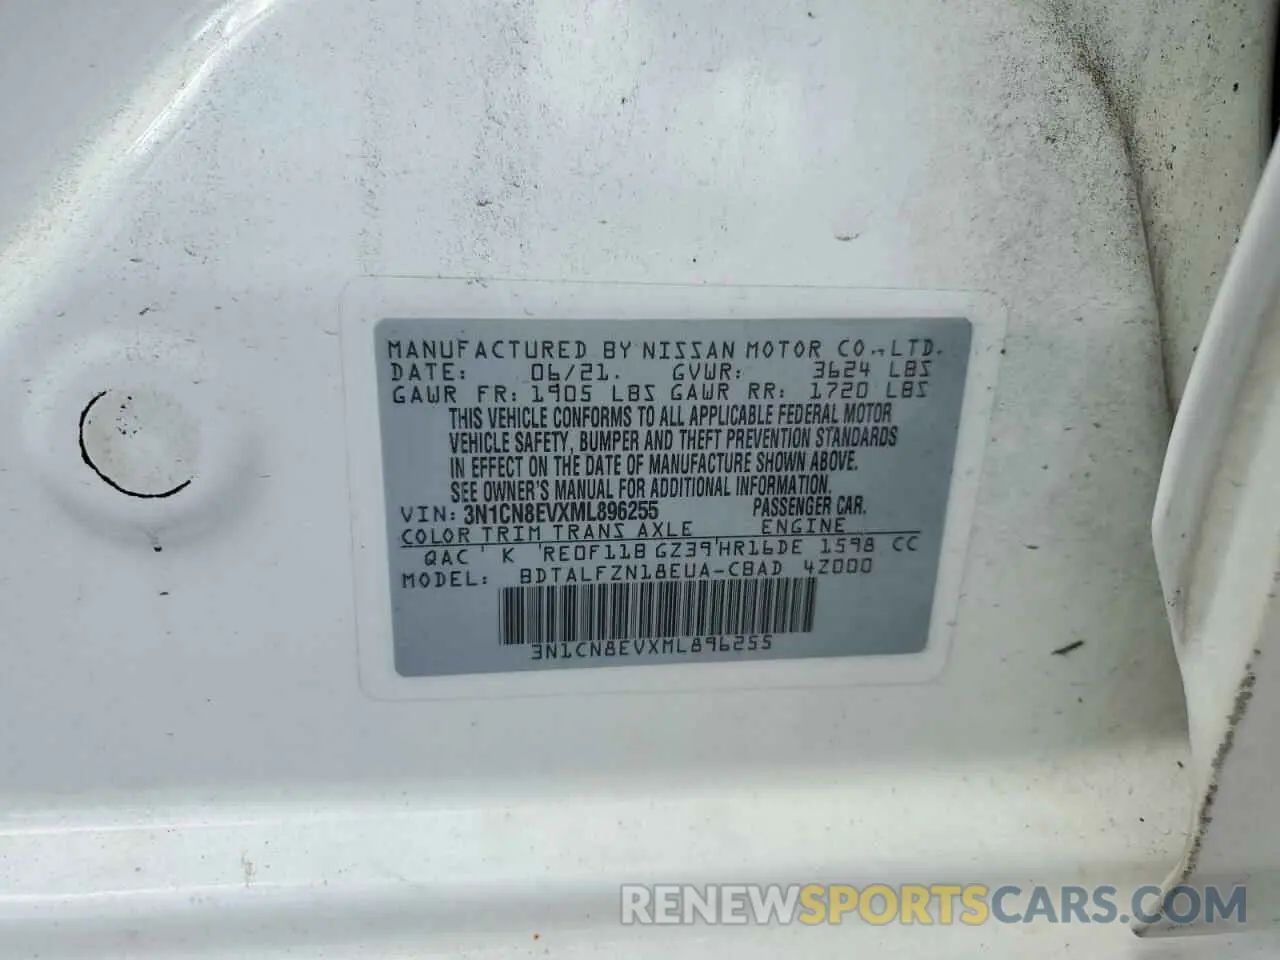 MANUFACTURED BY NISSAN MOTOR CO.,LTD.
DATE: 06/21. GVWR: 3624 LBS
GAWR FR: 1905 LBS GAWR RR: 1720 LBS
THIS VEHICLE CONFORMS TO ALL APPLICABLE FEDERAL MOTOR
VEHICLE SAFETY, BUMPER AND THEFT PREVENTION STANDARDS
IN EFFECT ON THE DATE OF MANUFACTURE SHOWN ABOVE.
SEE OWNER'S MANUAL FOR ADDITIONAL INFORMATION.
VIN: 3N1CN8EVXML896255 PASSENGER CAR.
COLOR TRIM TRANS AXLE ENGINE
QAC ' K 'RE0F11B GZ39'HR16DE 1598 CC
MODEL: BDTALFZN18EUA-CBAD 4Z000
3N1CN8EVXML896255
RENEWSPORTSCARS.COM